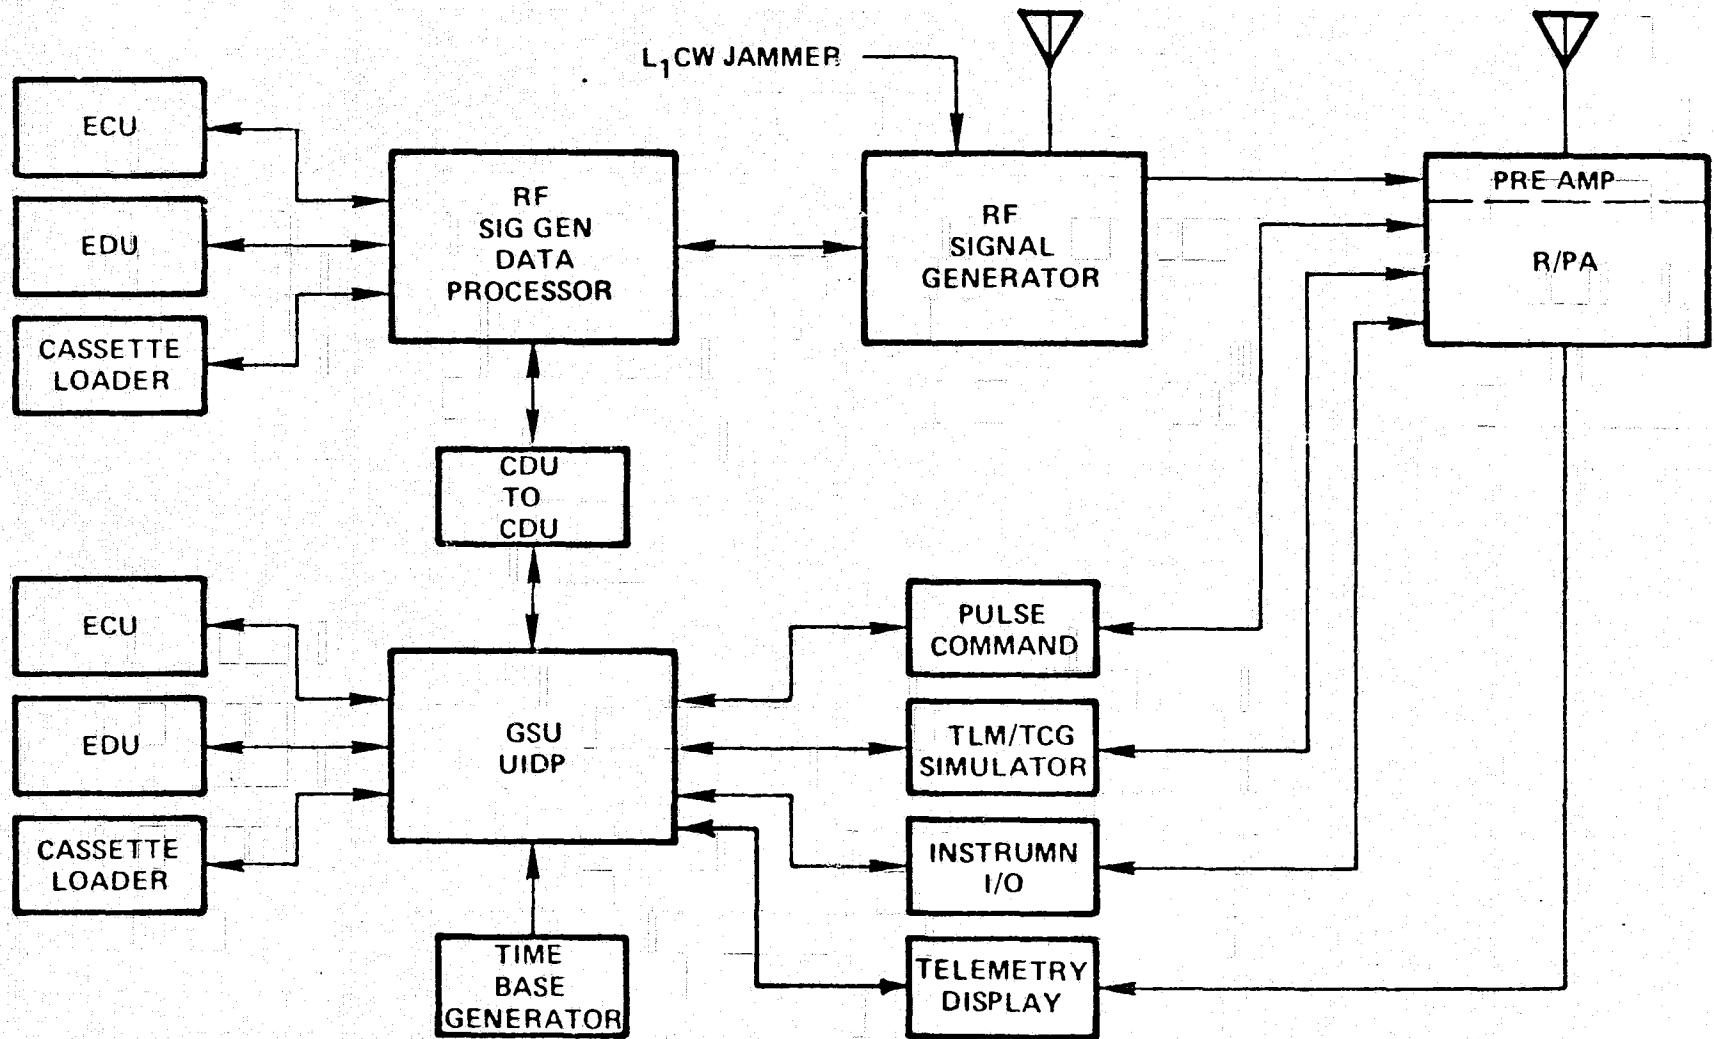 L1CW JAMMER
ECU
EDU
CASSETTE
LOADER
RF
SIG GEN
DATA
PROCESSOR
RF
SIGNAL
GENERATOR
PRE AMP
R/PA
CDU
TO
CDU
ECU
EDU
CASSETTE
LOADER
GSU
UIDP
TIME
BASE
GENERATOR
PULSE
COMMAND
TLM/TCG
SIMULATOR
INSTRUMN
I/O
TELEMETRY
DISPLAY